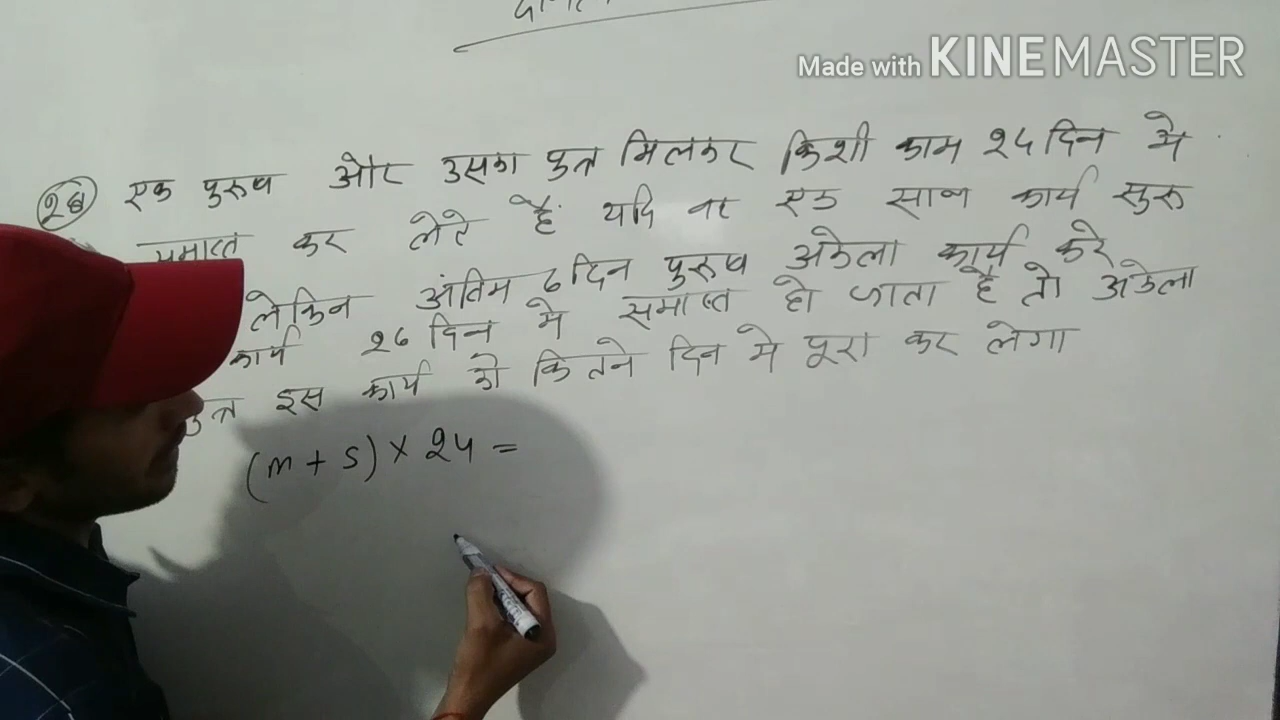 Made with KINEMASTER
(26) एक पुरुष और उसका पुत्र मिलकर किशी काम 24 दिन मे
समाप्त कर लेते हैं यदि वह एक साथ कार्य सुरु
लेकिन अंतिम 6 दिन पुरुष अकेला कार्य करे
कार्य 26 दिन मे समाप्त हो जाता है तो अकेला
इस कार्य को कितने दिन मे पूरा कर लेगा
(m + s) × 24 =